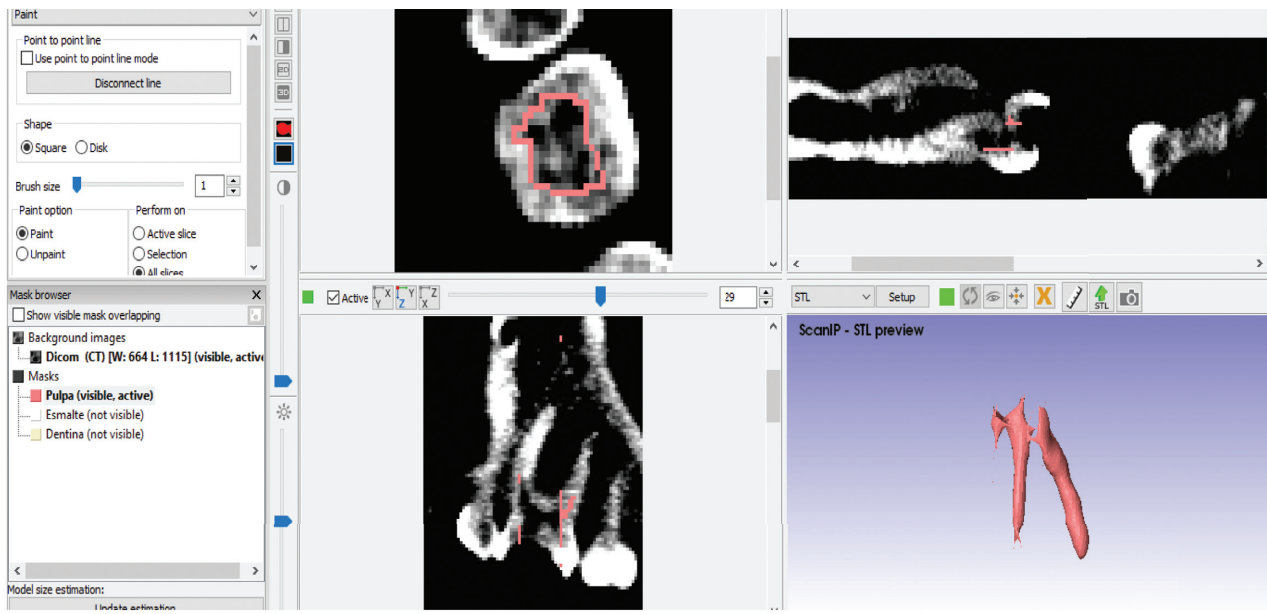 Paint
Point to point line
Use point to point line mode
Disconnect line
Shape
Square Disk
Brush size 1
Paint option Perform on
Paint Active slice
Unpaint Selection
All slices
Mask browser X
Show visible mask overlapping
Background images
Dicom (CT) [W: 664 L: 1115] (visible, active
Masks
Pulpa (visible, active)
Esmalte (not visible)
Dentina (not visible)
Model size estimation:
Update estimation
2D
3D
Active X Y Y Z Z X 29
STL Setup STL
ScanIP - STL preview